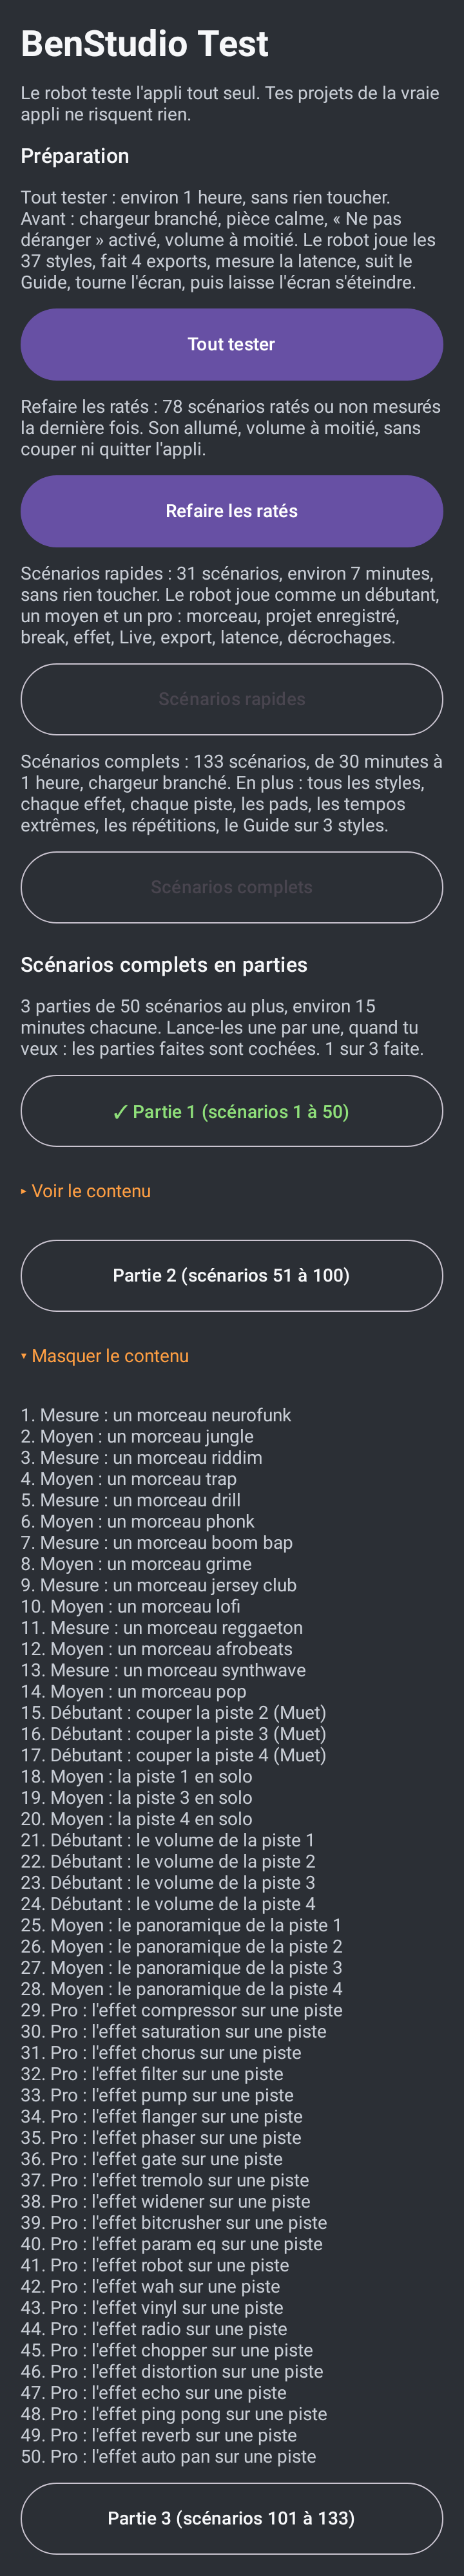 BenStudio Test
Le robot teste l'appli tout seul. Tes projets de la vraie
appli ne risquent rien.
Préparation
Tout tester : environ 1 heure, sans rien toucher.
Avant : chargeur branché, pièce calme, « Ne pas
déranger » activé, volume à moitié. Le robot joue les
37 styles, fait 4 exports, mesure la latence, suit le
Guide, tourne l'écran, puis laisse l'écran s'éteindre.
Tout tester
Refaire les ratés : 78 scénarios ratés ou non mesurés
la dernière fois. Son allumé, volume à moitié, sans
couper ni quitter l'appli.
Refaire les ratés
Scénarios rapides : 31 scénarios, environ 7 minutes,
sans rien toucher. Le robot joue comme un débutant,
un moyen et un pro : morceau, projet enregistré,
break, effet, Live, export, latence, décrochages.
Scénarios rapides
Scénarios complets : 133 scénarios, de 30 minutes à
1 heure, chargeur branché. En plus : tous les styles,
chaque effet, chaque piste, les pads, les tempos
extrêmes, les répétitions, le Guide sur 3 styles.
Scénarios complets
Scénarios complets en parties
3 parties de 50 scénarios au plus, environ 15
minutes chacune. Lance-les une par une, quand tu
veux : les parties faites sont cochées. 1 sur 3 faite.
✓ Partie 1 (scénarios 1 à 50)
▸ Voir le contenu
Partie 2 (scénarios 51 à 100)
▾ Masquer le contenu
1. Mesure : un morceau neurofunk
2. Moyen : un morceau jungle
3. Mesure : un morceau riddim
4. Moyen : un morceau trap
5. Mesure : un morceau drill
6. Moyen : un morceau phonk
7. Mesure : un morceau boom bap
8. Moyen : un morceau grime
9. Mesure : un morceau jersey club
10. Moyen : un morceau lofi
11. Mesure : un morceau reggaeton
12. Moyen : un morceau afrobeats
13. Mesure : un morceau synthwave
14. Moyen : un morceau pop
15. Débutant : couper la piste 2 (Muet)
16. Débutant : couper la piste 3 (Muet)
17. Débutant : couper la piste 4 (Muet)
18. Moyen : la piste 1 en solo
19. Moyen : la piste 3 en solo
20. Moyen : la piste 4 en solo
21. Débutant : le volume de la piste 1
22. Débutant : le volume de la piste 2
23. Débutant : le volume de la piste 3
24. Débutant : le volume de la piste 4
25. Moyen : le panoramique de la piste 1
26. Moyen : le panoramique de la piste 2
27. Moyen : le panoramique de la piste 3
28. Moyen : le panoramique de la piste 4
29. Pro : l'effet compressor sur une piste
30. Pro : l'effet saturation sur une piste
31. Pro : l'effet chorus sur une piste
32. Pro : l'effet filter sur une piste
33. Pro : l'effet pump sur une piste
34. Pro : l'effet flanger sur une piste
35. Pro : l'effet phaser sur une piste
36. Pro : l'effet gate sur une piste
37. Pro : l'effet tremolo sur une piste
38. Pro : l'effet widener sur une piste
39. Pro : l'effet bitcrusher sur une piste
40. Pro : l'effet param eq sur une piste
41. Pro : l'effet robot sur une piste
42. Pro : l'effet wah sur une piste
43. Pro : l'effet vinyl sur une piste
44. Pro : l'effet radio sur une piste
45. Pro : l'effet chopper sur une piste
46. Pro : l'effet distortion sur une piste
47. Pro : l'effet echo sur une piste
48. Pro : l'effet ping pong sur une piste
49. Pro : l'effet reverb sur une piste
50. Pro : l'effet auto pan sur une piste
Partie 3 (scénarios 101 à 133)